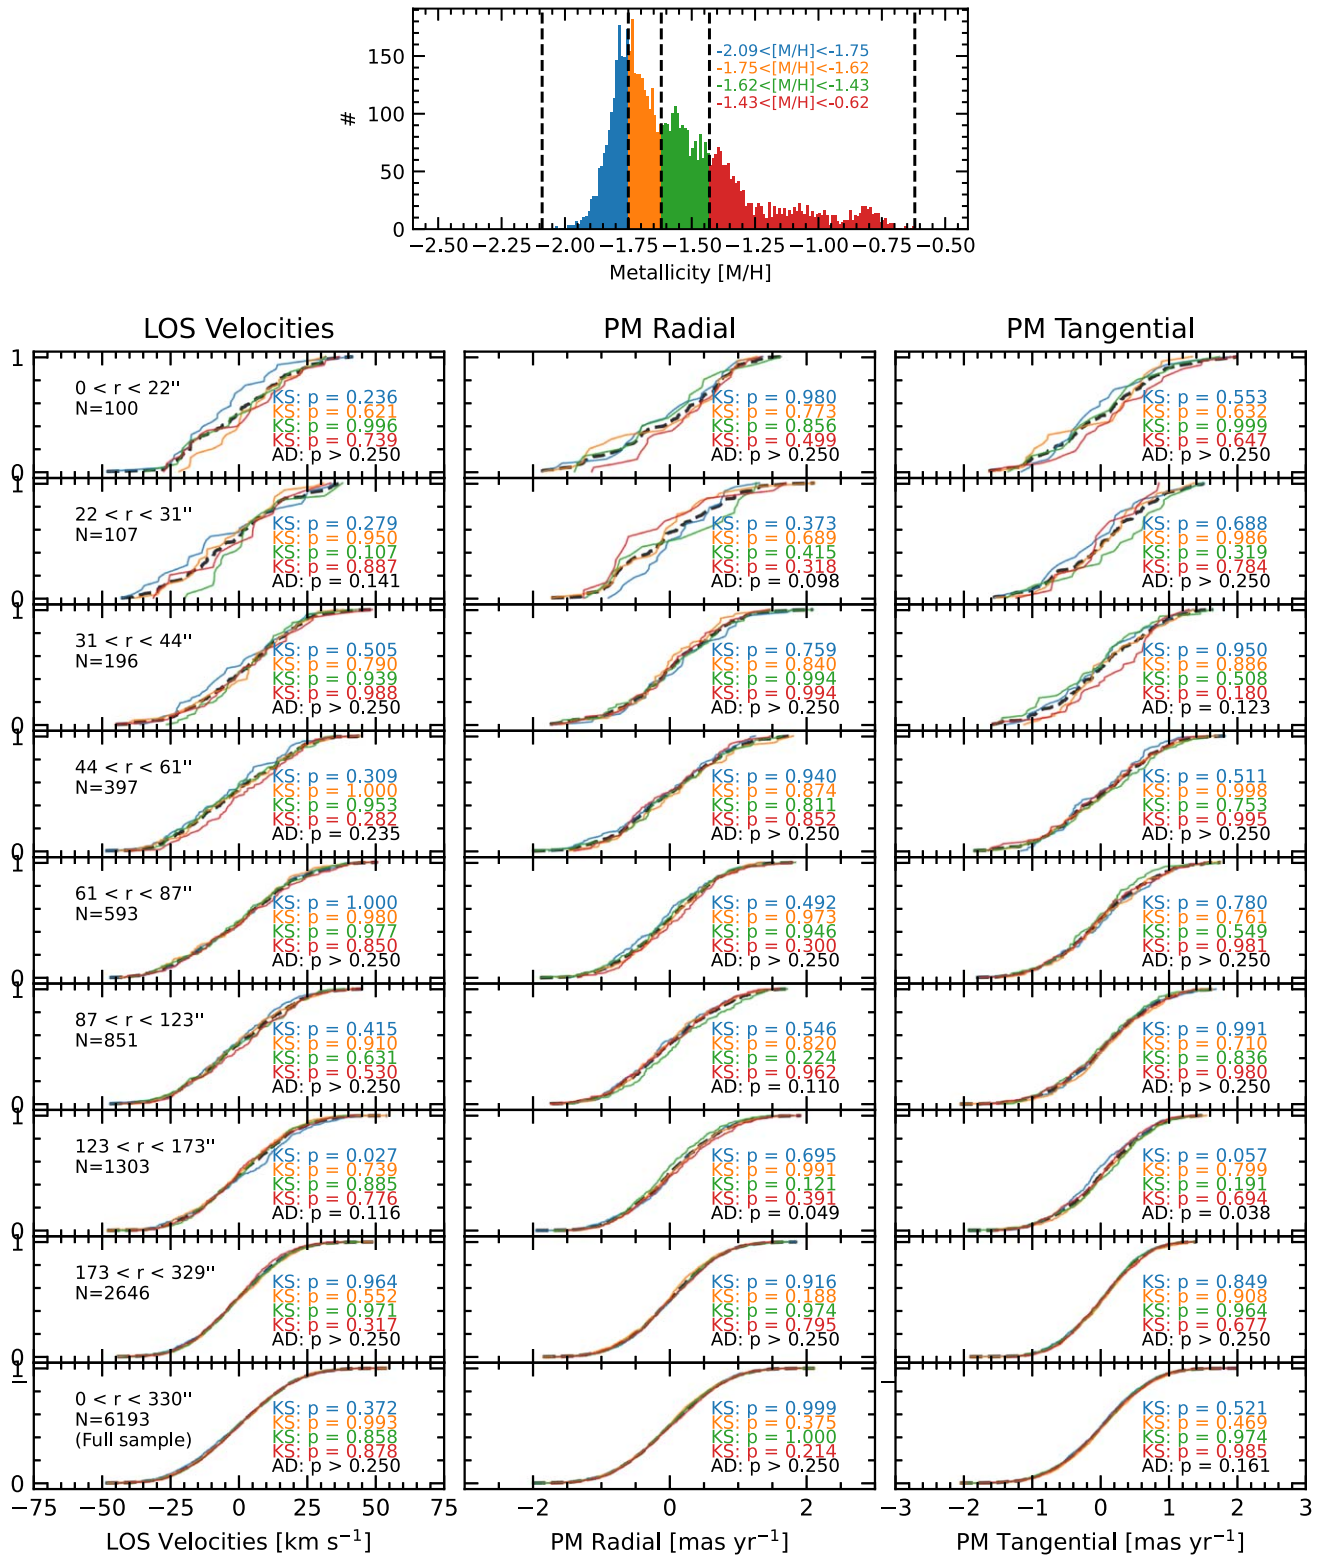 150
100
50
0
#
-2.09<[M/H]<-1.75
-1.75<[M/H]<-1.62
-1.62<[M/H]<-1.43
-1.43<[M/H]<-0.62
−2.50 −2.25 −2.00 −1.75 −1.50 −1.25 −1.00 −0.75 −0.50
Metallicity [M/H]
LOS Velocities PM Radial PM Tangential
1
0 < r < 22''
N=100
KS: p = 0.236
KS: p = 0.621
KS: p = 0.996
KS: p = 0.739
AD: p > 0.250
KS: p = 0.980
KS: p = 0.773
KS: p = 0.856
KS: p = 0.499
AD: p > 0.250
KS: p = 0.553
KS: p = 0.632
KS: p = 0.999
KS: p = 0.647
AD: p > 0.250
0 0
1
22 < r < 31''
N=107
KS: p = 0.279
KS: p = 0.950
KS: p = 0.107
KS: p = 0.887
AD: p = 0.141
KS: p = 0.373
KS: p = 0.689
KS: p = 0.415
KS: p = 0.318
AD: p = 0.098
KS: p = 0.688
KS: p = 0.986
KS: p = 0.319
KS: p = 0.784
AD: p > 0.250
0 0
1
31 < r < 44''
N=196
KS: p = 0.505
KS: p = 0.790
KS: p = 0.939
KS: p = 0.988
AD: p > 0.250
KS: p = 0.759
KS: p = 0.840
KS: p = 0.994
KS: p = 0.994
AD: p > 0.250
KS: p = 0.950
KS: p = 0.886
KS: p = 0.508
KS: p = 0.180
AD: p = 0.123
0 0
1
44 < r < 61''
N=397
KS: p = 0.309
KS: p = 1.000
KS: p = 0.953
KS: p = 0.282
AD: p = 0.235
KS: p = 0.940
KS: p = 0.874
KS: p = 0.811
KS: p = 0.852
AD: p > 0.250
KS: p = 0.511
KS: p = 0.998
KS: p = 0.753
KS: p = 0.995
AD: p > 0.250
0 0
1
61 < r < 87''
N=593
KS: p = 1.000
KS: p = 0.980
KS: p = 0.977
KS: p = 0.850
AD: p > 0.250
KS: p = 0.492
KS: p = 0.973
KS: p = 0.946
KS: p = 0.300
AD: p > 0.250
KS: p = 0.780
KS: p = 0.761
KS: p = 0.549
KS: p = 0.981
AD: p > 0.250
0 0
1
87 < r < 123''
N=851
KS: p = 0.415
KS: p = 0.910
KS: p = 0.631
KS: p = 0.530
AD: p > 0.250
KS: p = 0.546
KS: p = 0.820
KS: p = 0.224
KS: p = 0.962
AD: p = 0.110
KS: p = 0.991
KS: p = 0.710
KS: p = 0.836
KS: p = 0.980
AD: p > 0.250
0 0
1
123 < r < 173''
N=1303
KS: p = 0.027
KS: p = 0.739
KS: p = 0.885
KS: p = 0.776
AD: p = 0.116
KS: p = 0.695
KS: p = 0.991
KS: p = 0.121
KS: p = 0.391
AD: p = 0.049
KS: p = 0.057
KS: p = 0.799
KS: p = 0.191
KS: p = 0.694
AD: p = 0.038
0 0
1
173 < r < 329''
N=2646
KS: p = 0.964
KS: p = 0.552
KS: p = 0.971
KS: p = 0.317
AD: p > 0.250
KS: p = 0.916
KS: p = 0.188
KS: p = 0.974
KS: p = 0.795
AD: p > 0.250
KS: p = 0.849
KS: p = 0.908
KS: p = 0.964
KS: p = 0.677
AD: p > 0.250
0 0
1
0 < r < 330''
N=6193
(Full sample)
KS: p = 0.372
KS: p = 0.993
KS: p = 0.858
KS: p = 0.878
AD: p > 0.250
KS: p = 0.999
KS: p = 0.375
KS: p = 1.000
KS: p = 0.214
AD: p > 0.250
KS: p = 0.521
KS: p = 0.469
KS: p = 0.974
KS: p = 0.985
AD: p = 0.161
0
−75 −50 −25 0 25 50 75 −2 0 2 −3 −2 −1 0 1 2 3
LOS Velocities [km s⁻¹] PM Radial [mas yr⁻¹] PM Tangential [mas yr⁻¹]